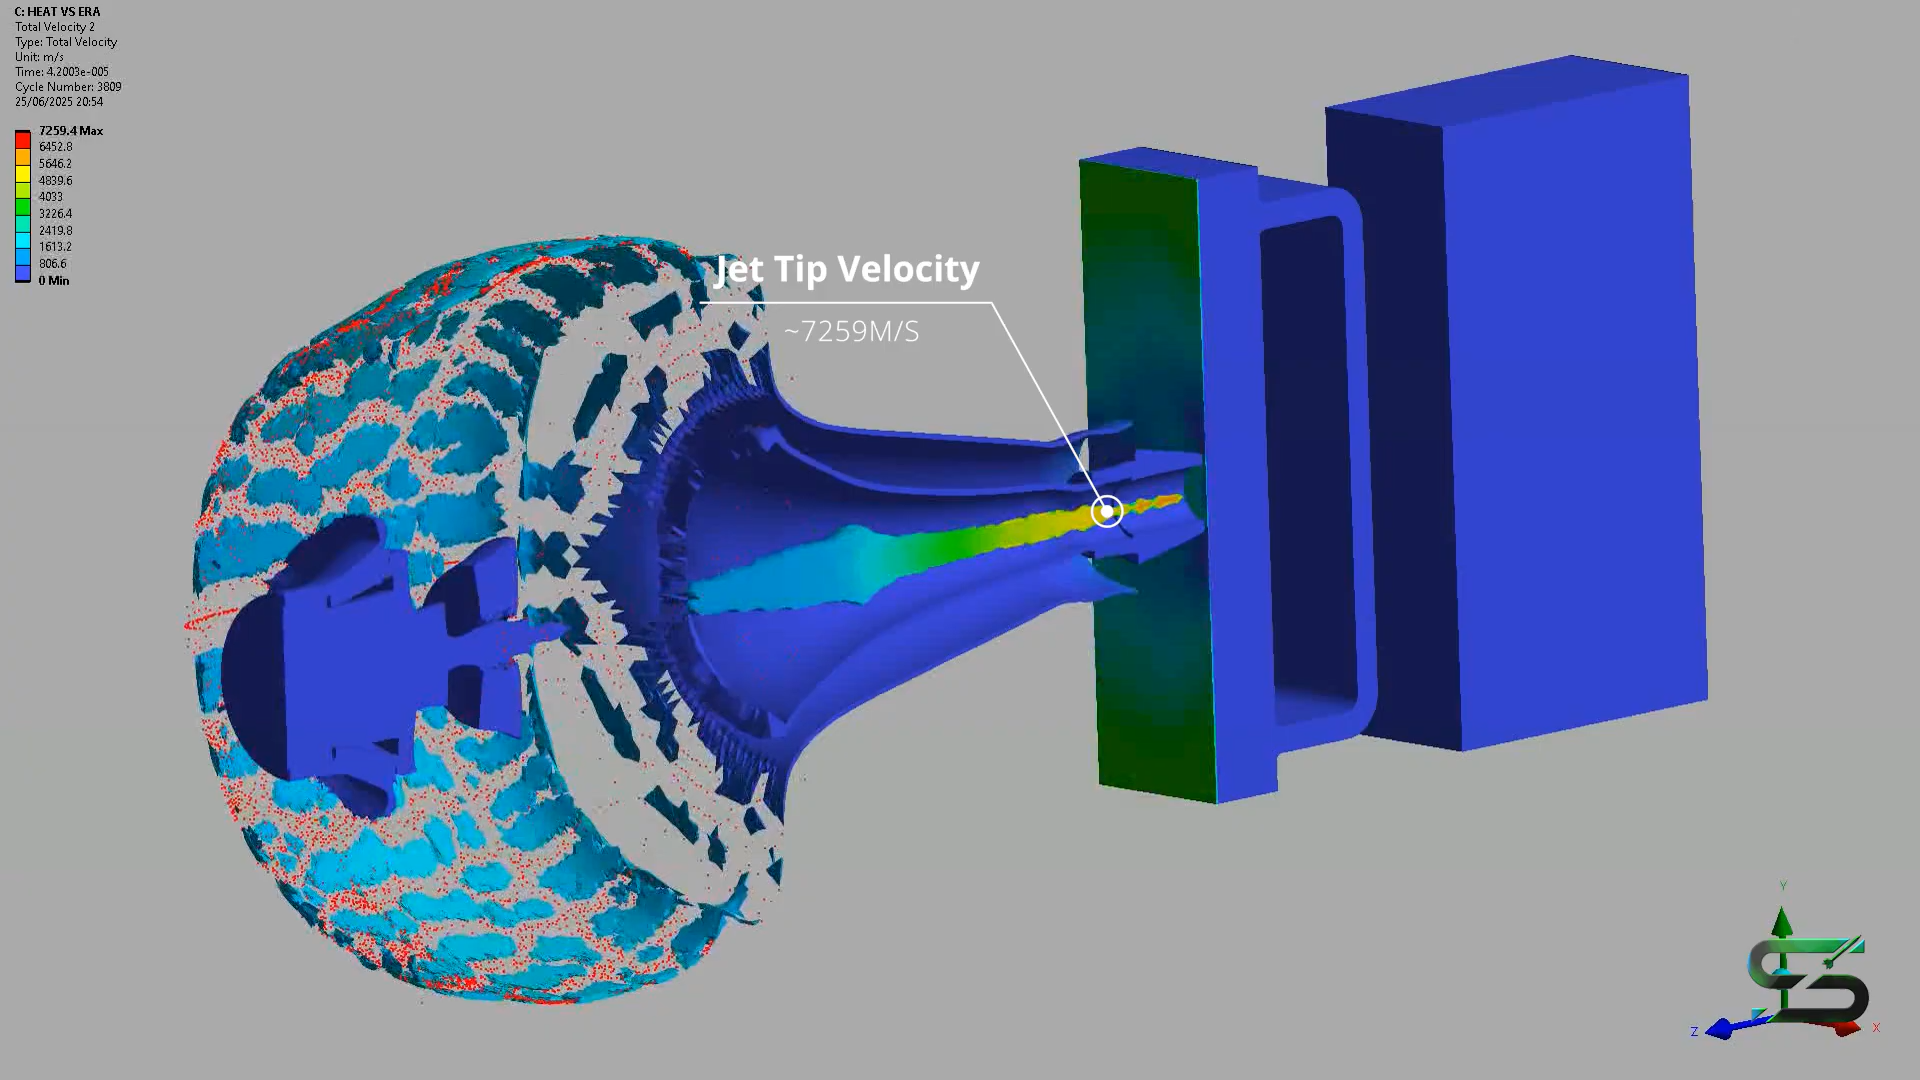 C: HEAT VS ERA
Total Velocity 2
Type: Total Velocity
Unit: m/s
Time: 4.2003e-005
Cycle Number: 3809
25/06/2025 20:54
7259.4 Max
6452.8
5646.2
4839.6
4033
3226.4
2419.8
1613.2
806.6
0 Min
Jet Tip Velocity
~7259M/S
Y
Z
X